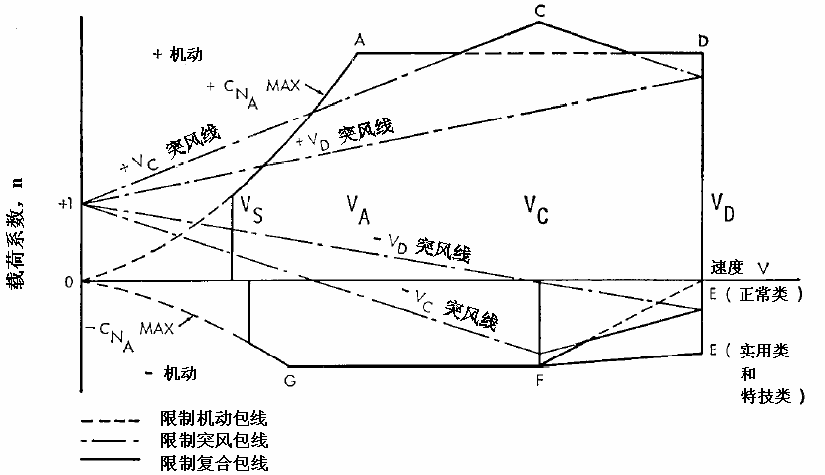 C
A
D
+ 机动
+ C_NA MAX
+V_C 突风线
+V_D 突风线
载荷系数, n
+1
V_S
V_A
V_C
V_D
- V_D 突风线
速度 V
0
E ( 正常类 )
- V_C 突风线
-C_NA MAX
E ( 实用类
和
特技类 )
- 机动
G
F
限制机动包线
限制突风包线
限制复合包线